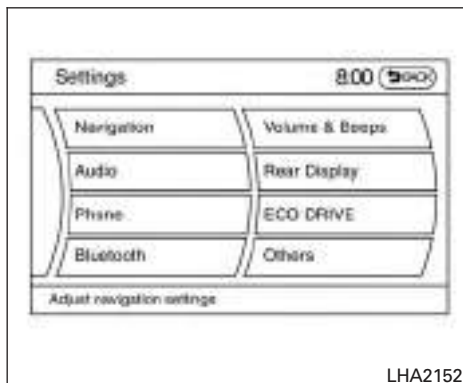 Settings 8:00 BACK
Navigation Volume & Beeps
Audio Rear Display
Phone ECO DRIVE
Bluetooth Others
Adjust navigation settings
LHA2152